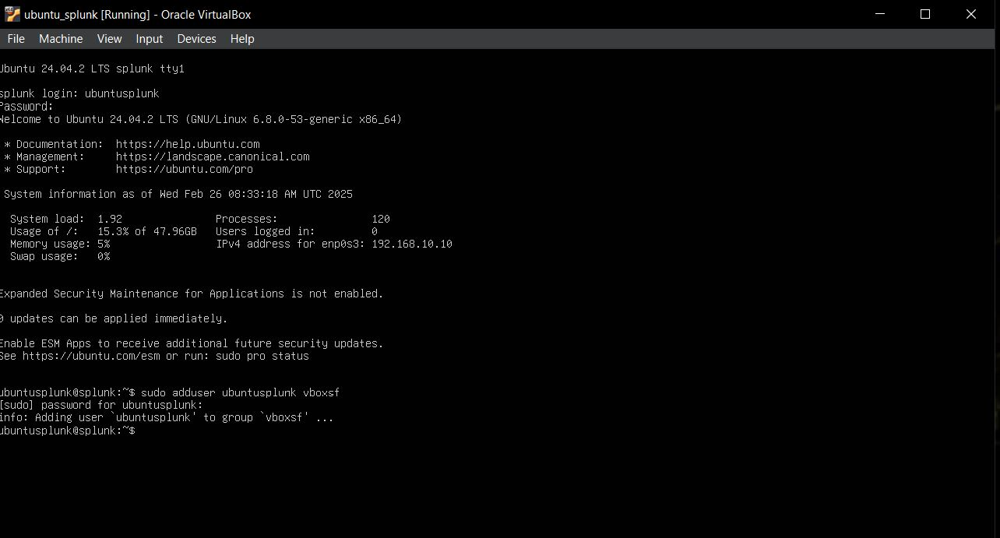 ubuntu_splunk [Running] - Oracle VirtualBox
File Machine View Input Devices Help
Ubuntu 24.04.2 LTS splunk tty1
splunk login: ubuntusplunk
Password:
Welcome to Ubuntu 24.04.2 LTS (GNU/Linux 6.8.0-53-generic x86_64)
* Documentation: https://help.ubuntu.com
* Management: https://landscape.canonical.com
* Support: https://ubuntu.com/pro
System information as of Wed Feb 26 08:33:18 AM UTC 2025
System load: 1.92 Processes: 120
Usage of /: 15.3% of 47.96GB Users logged in: 0
Memory usage: 5% IPv4 address for enp0s3: 192.168.10.10
Swap usage: 0%
Expanded Security Maintenance for Applications is not enabled.
0 updates can be applied immediately.
Enable ESM Apps to receive additional future security updates.
See https://ubuntu.com/esm or run: sudo pro status
ubuntusplunk@splunk:~$ sudo adduser ubuntusplunk vboxsf
[sudo] password for ubuntusplunk:
info: Adding user `ubuntusplunk' to group `vboxsf' ...
ubuntusplunk@splunk:~$